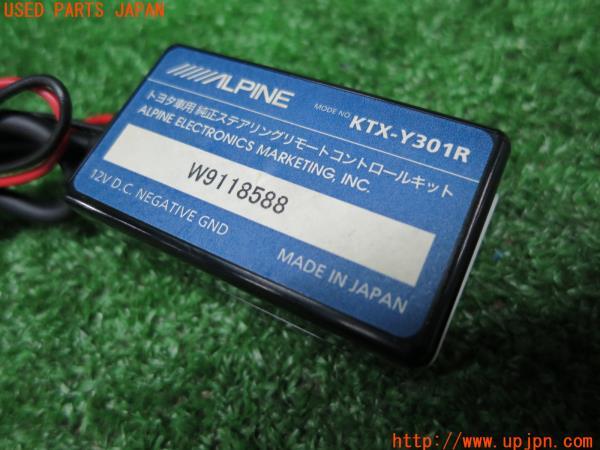 USED PARTS JAPAN
ALPINE
MODE NO KTX-Y301R
トヨタ車用 純正ステアリングリモートコントロールキット
ALPINE ELECTRONICS MARKETING, INC.
W9118588
12V D.C. NEGATIVE GND
MADE IN JAPAN
http://www.upjpn.com/